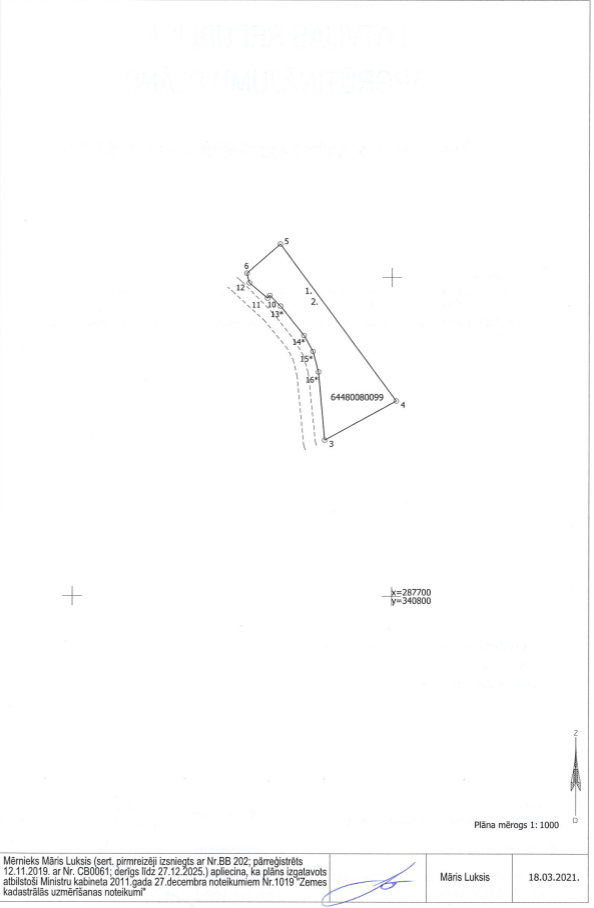 5
6
12
1.
2.
11
10
13*
14*
15*
16*
64480080099
4
3
x=287700
y=340800
Z
D
Plāna mērogs 1: 1000
Mērnieks Māris Luksis (sert. pirmreizēji izsniegts ar Nr.BB 202; pārreģistrēts
12.11.2019. ar Nr. CB0061; derīgs līdz 27.12.2025.) apliecina, ka plāns izgatavots
atbilstoši Ministru kabineta 2011.gada 27.decembra noteikumiem Nr.1019 "Zemes
kadastrālās uzmērīšanas noteikumi"
Māris Luksis
18.03.2021.